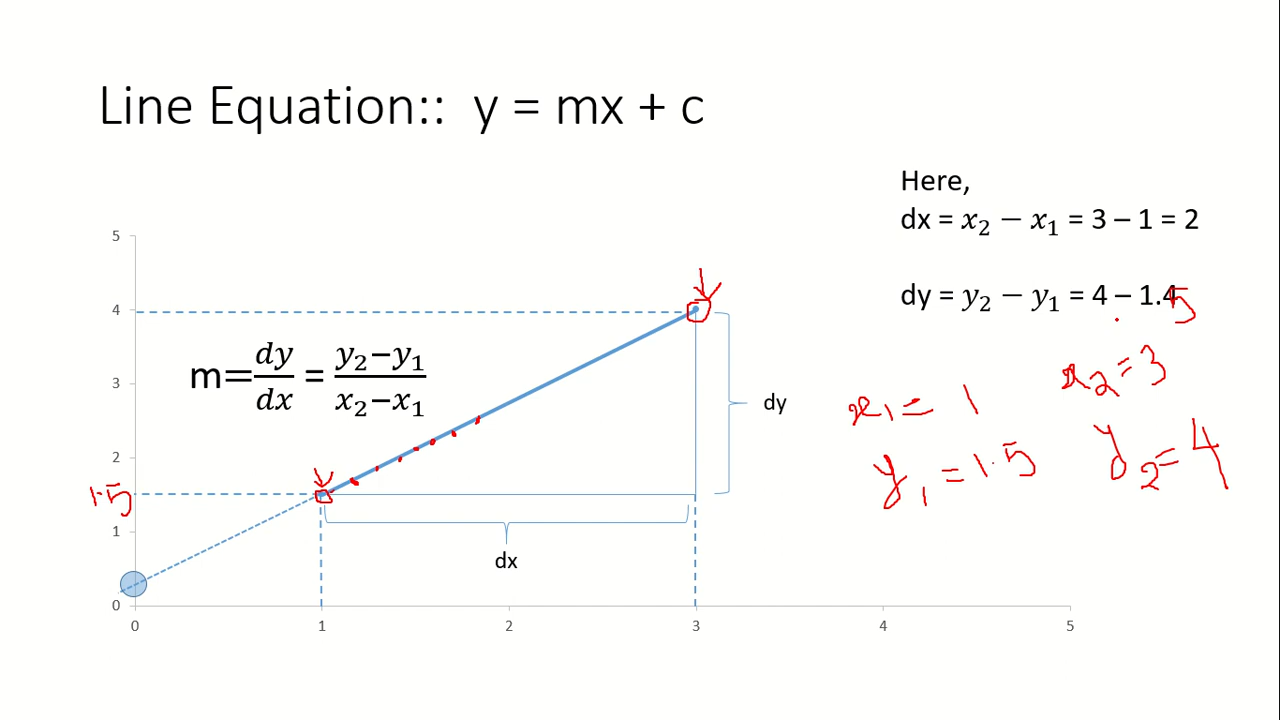 Line Equation:: y = mx + c
Here,
dx = x₂ − x₁ = 3 – 1 = 2
dy = y₂ − y₁ = 4 – 1.45
x₂ = 3
x₁ = 1
y₁ = 1.5
y₂ = 4
m=dy/dx = y₂−y₁/x₂−x₁
dy
dx
5
4
3
2
1.5
1
0
0 1 2 3 4 5